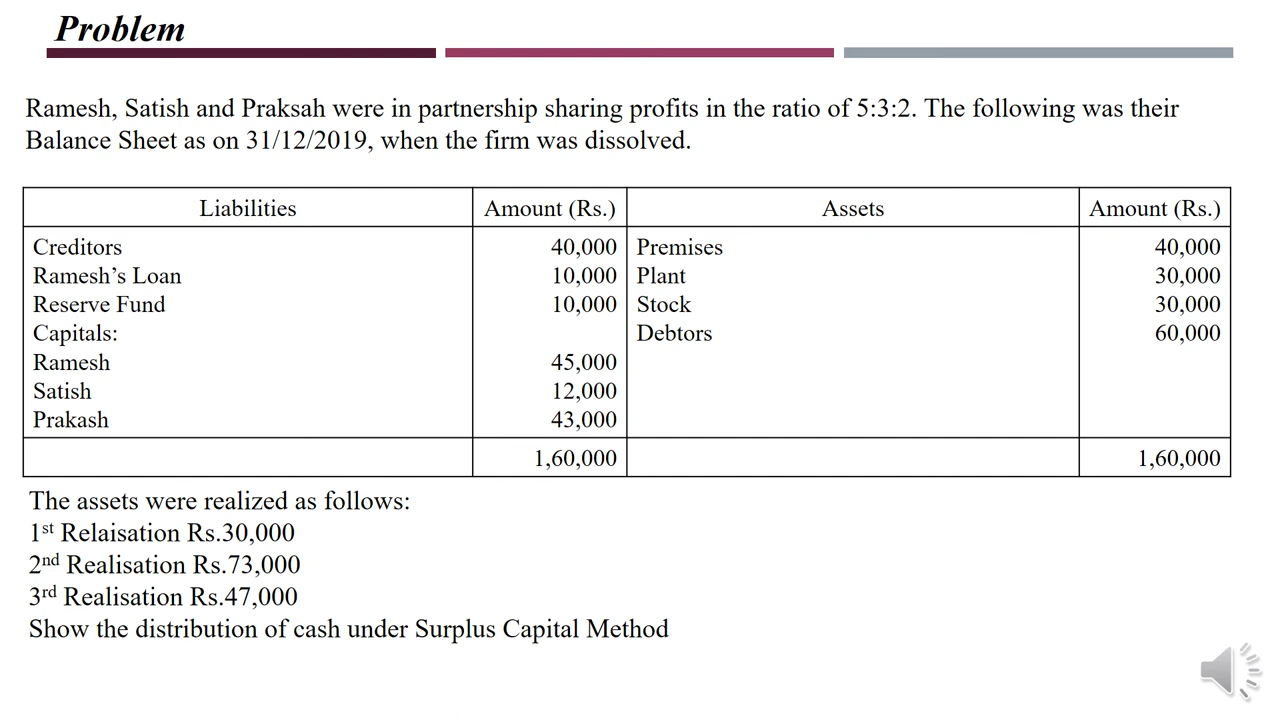 Problem
Ramesh, Satish and Praksah were in partnership sharing profits in the ratio of 5:3:2. The following was their
Balance Sheet as on 31/12/2019, when the firm was dissolved.
Liabilities Amount (Rs.) Assets Amount (Rs.)
Creditors 40,000 Premises 40,000
Ramesh’s Loan 10,000 Plant 30,000
Reserve Fund 10,000 Stock 30,000
Capitals: Debtors 60,000
Ramesh 45,000
Satish 12,000
Prakash 43,000
1,60,000 1,60,000
The assets were realized as follows:
1st Relaisation Rs.30,000
2nd Realisation Rs.73,000
3rd Realisation Rs.47,000
Show the distribution of cash under Surplus Capital Method